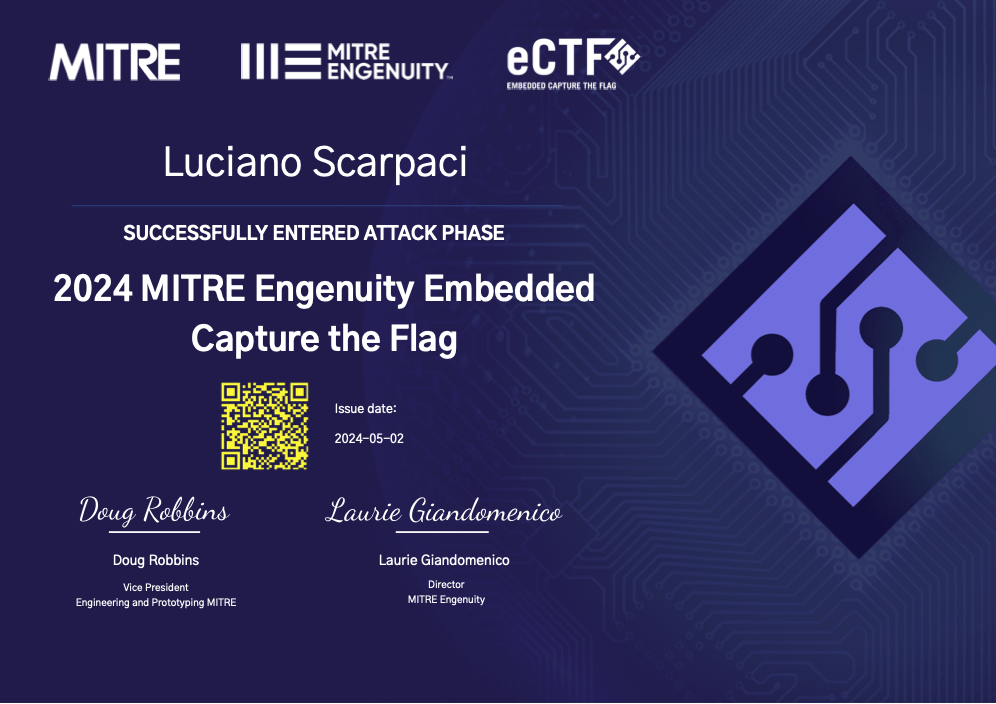 MITRE
MITRE
ENGENUITY™
eCTF
EMBEDDED CAPTURE THE FLAG
Luciano Scarpaci
SUCCESSFULLY ENTERED ATTACK PHASE
2024 MITRE Engenuity Embedded
Capture the Flag
Issue date:
2024-05-02
Doug Robbins
Laurie Giandomenico
Doug Robbins
Vice President
Engineering and Prototyping MITRE
Laurie Giandomenico
Director
MITRE Engenuity